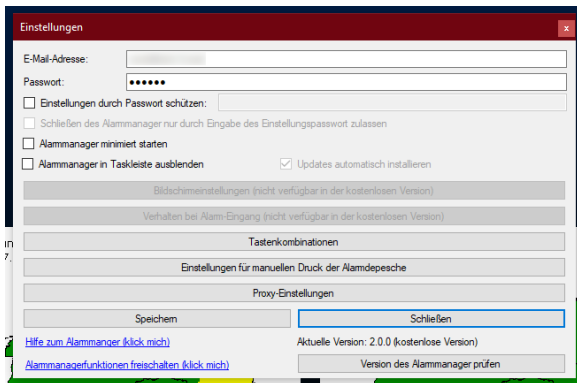 Einstellungen
x
E-Mail-Adresse:
Passwort: ••••••
Einstellungen durch Passwort schützen:
Schließen des Alarmmanager nur durch Eingabe des Einstellungspasswort zulassen
Alarmmanager minimiert starten
Alarmmanager in Taskleiste ausblenden Updates automatisch installieren
Bildschirmeinstellungen (nicht verfügbar in der kostenlosen Version)
Verhalten bei Alarm-Eingang (nicht verfügbar in der kostenlosen Version)
Tastenkombinationen
Einstellungen für manuellen Druck der Alarmdepesche
Proxy-Einstellungen
Speichern Schließen
Hilfe zum Alarmmanger (klick mich) Aktuelle Version: 2.0.0 (kostenlose Version)
Alarmmanagerfunktionen freischalten (klick mich) Version des Alarmmanager prüfen